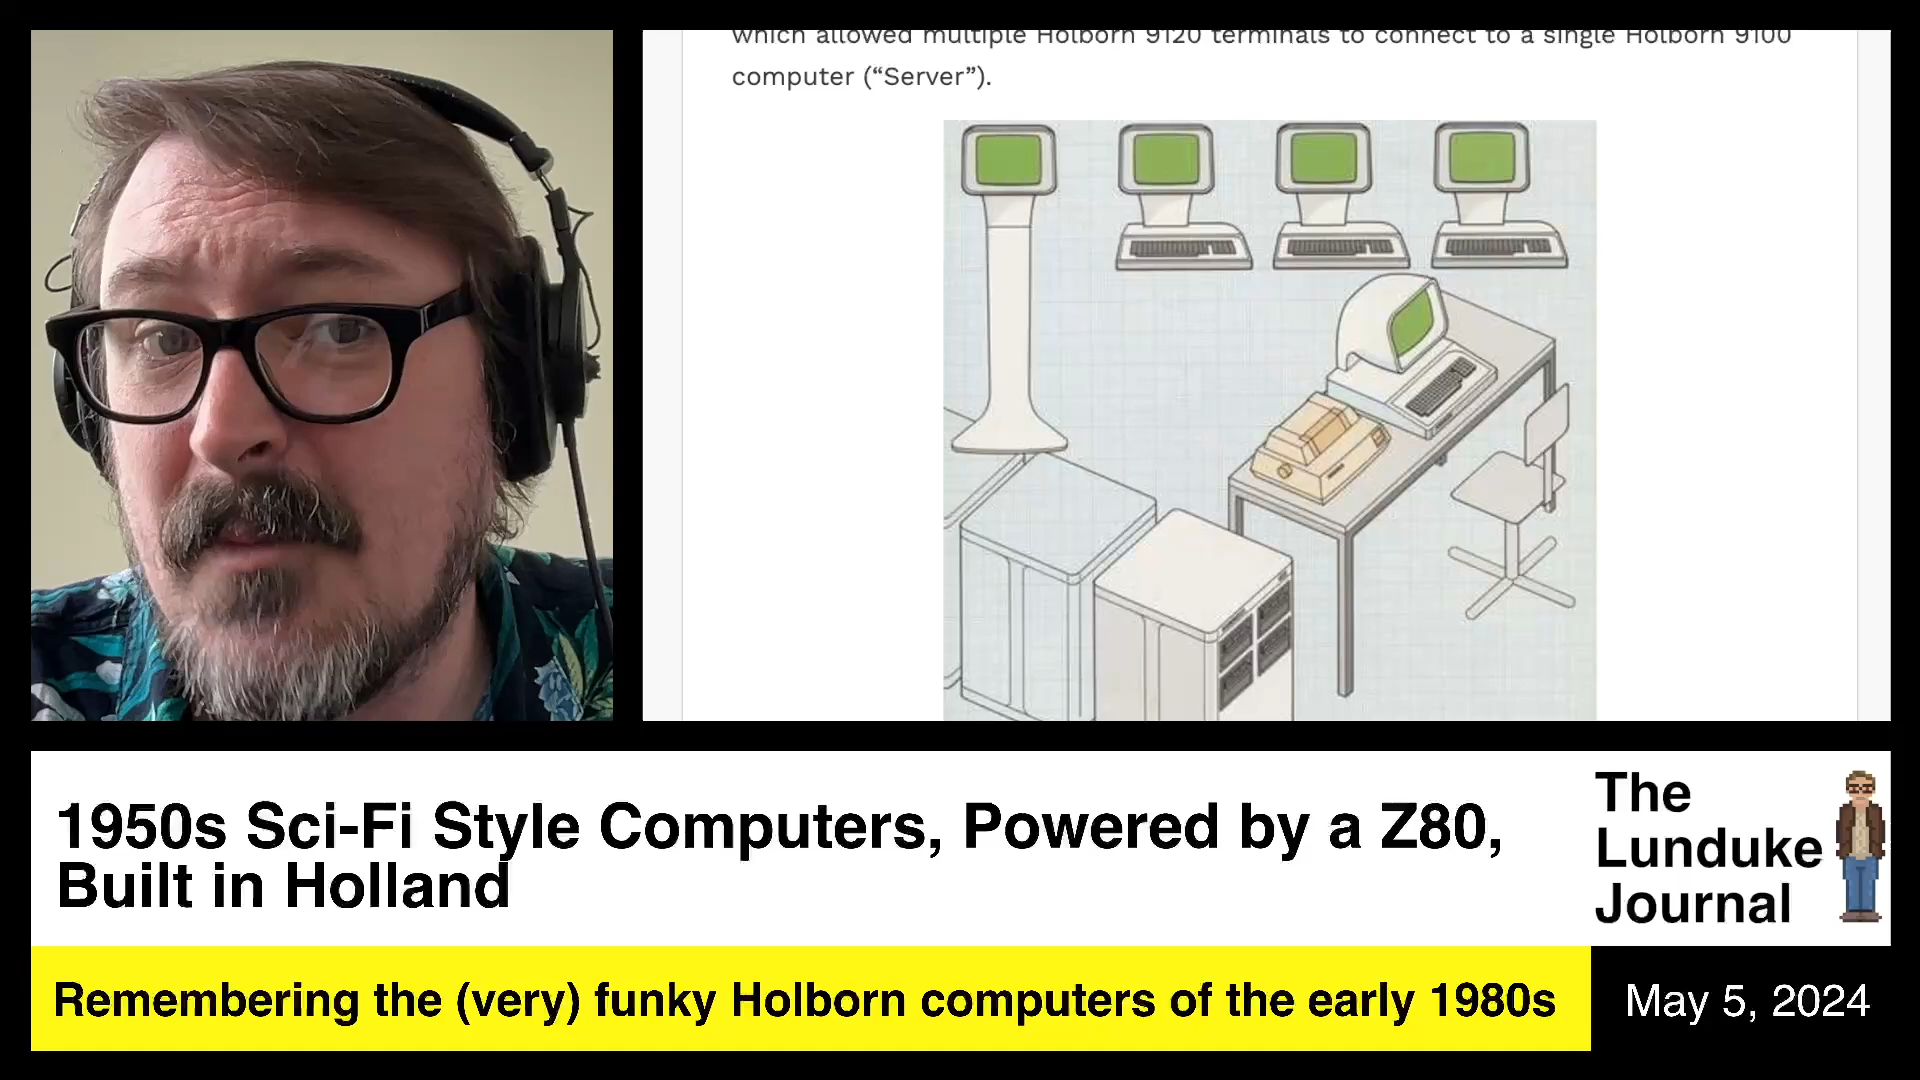 which allowed multiple Holborn 9120 terminals to connect to a single Holborn 9100
computer (“Server”).
1950s Sci-Fi Style Computers, Powered by a Z80,
Built in Holland
The
Lunduke
Journal
Remembering the (very) funky Holborn computers of the early 1980s
May 5, 2024